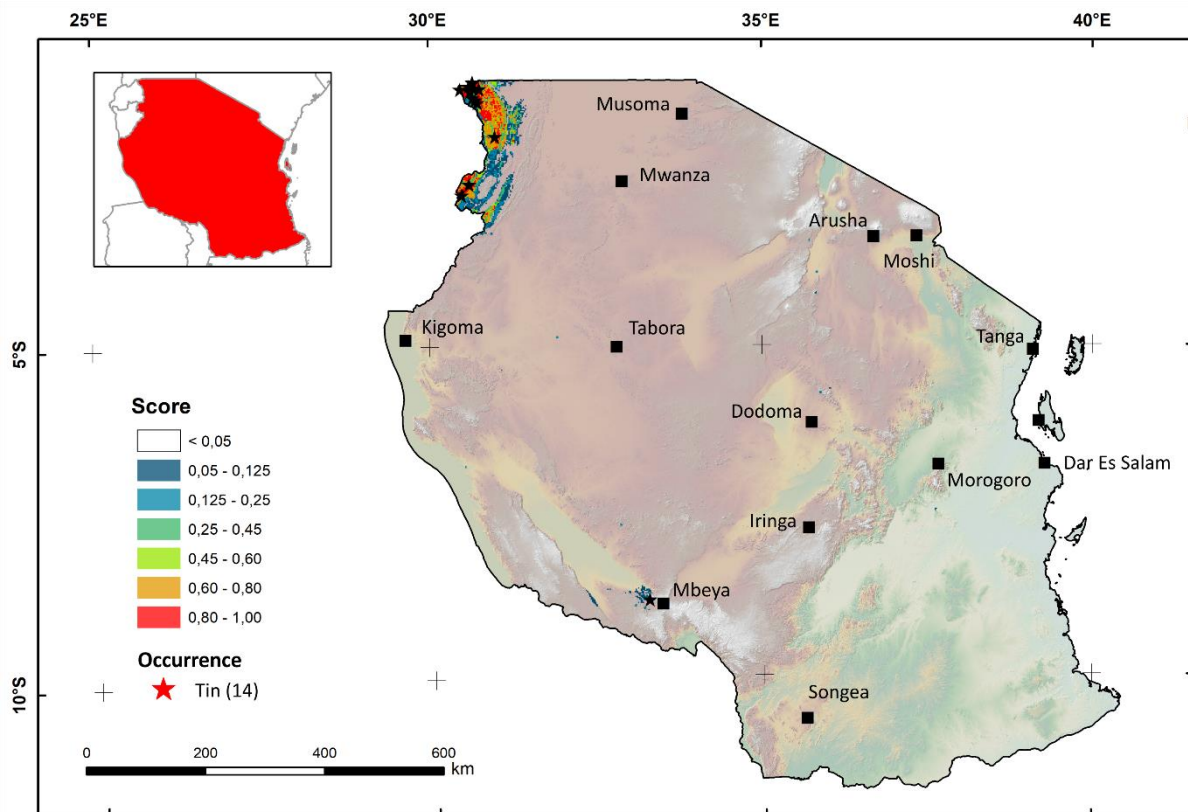 25°E 30°E 35°E 40°E
Musoma
Mwanza
Arusha
Moshi
Kigoma
Tabora
Tanga
5°S
Dodoma
Dar Es Salam
Morogoro
Iringa
Mbeya
Songea
10°S
Score
< 0,05
0,05 - 0,125
0,125 - 0,25
0,25 - 0,45
0,45 - 0,60
0,60 - 0,80
0,80 - 1,00
Occurrence
Tin (14)
0 200 400 600
km